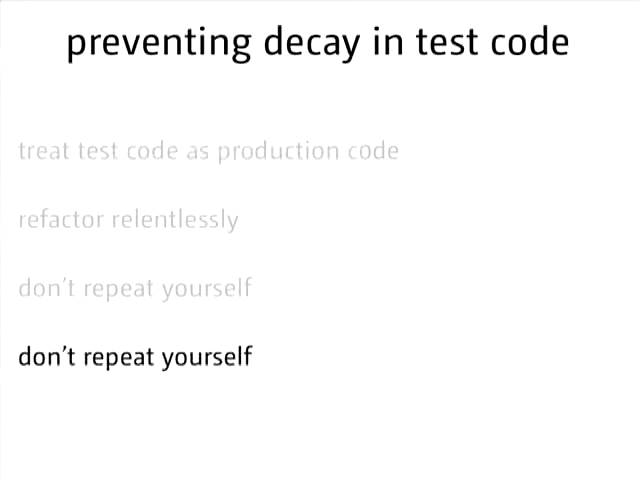 preventing decay in test code
treat test code as production code
refactor relentlessly
don't repeat yourself
don't repeat yourself